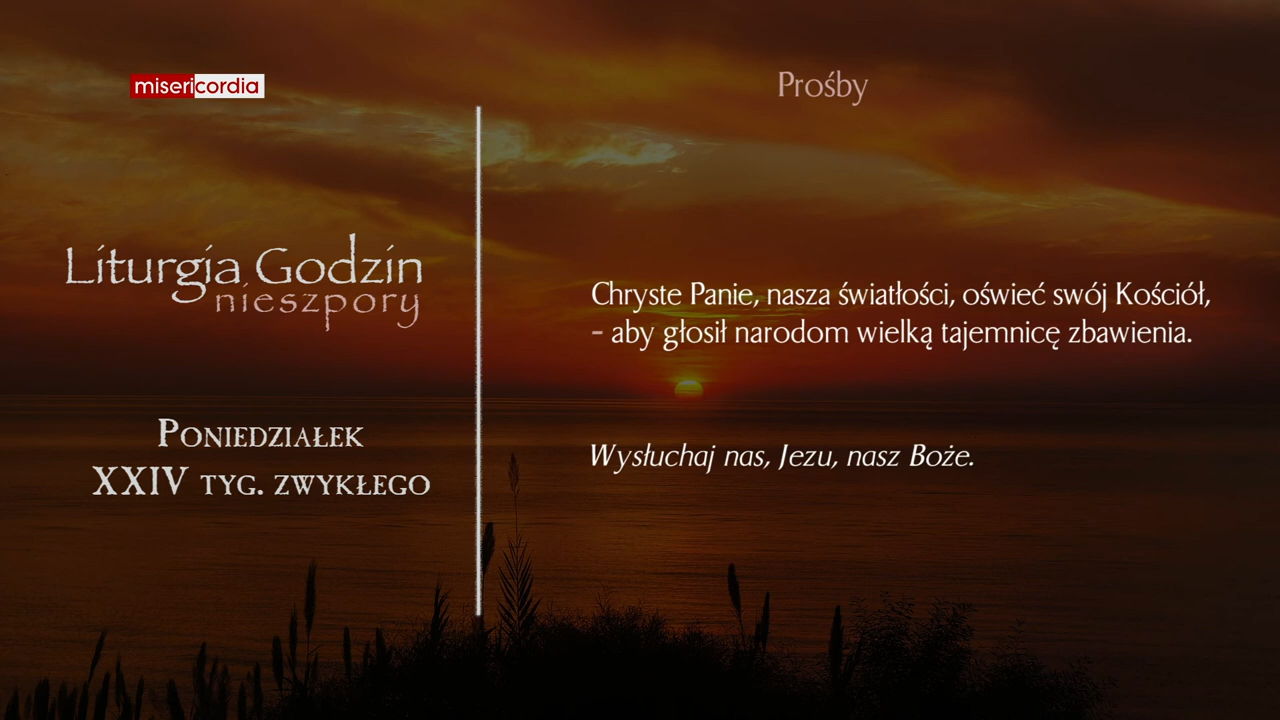 misericordia
Prośby
Liturgia Godzin
nieszpory
Poniedziałek
XXIV tyg. zwykłego
Chryste Panie, nasza światłości, oświeć swój Kościół,
- aby głosił narodom wielką tajemnicę zbawienia.
Wysłuchaj nas, Jezu, nasz Boże.